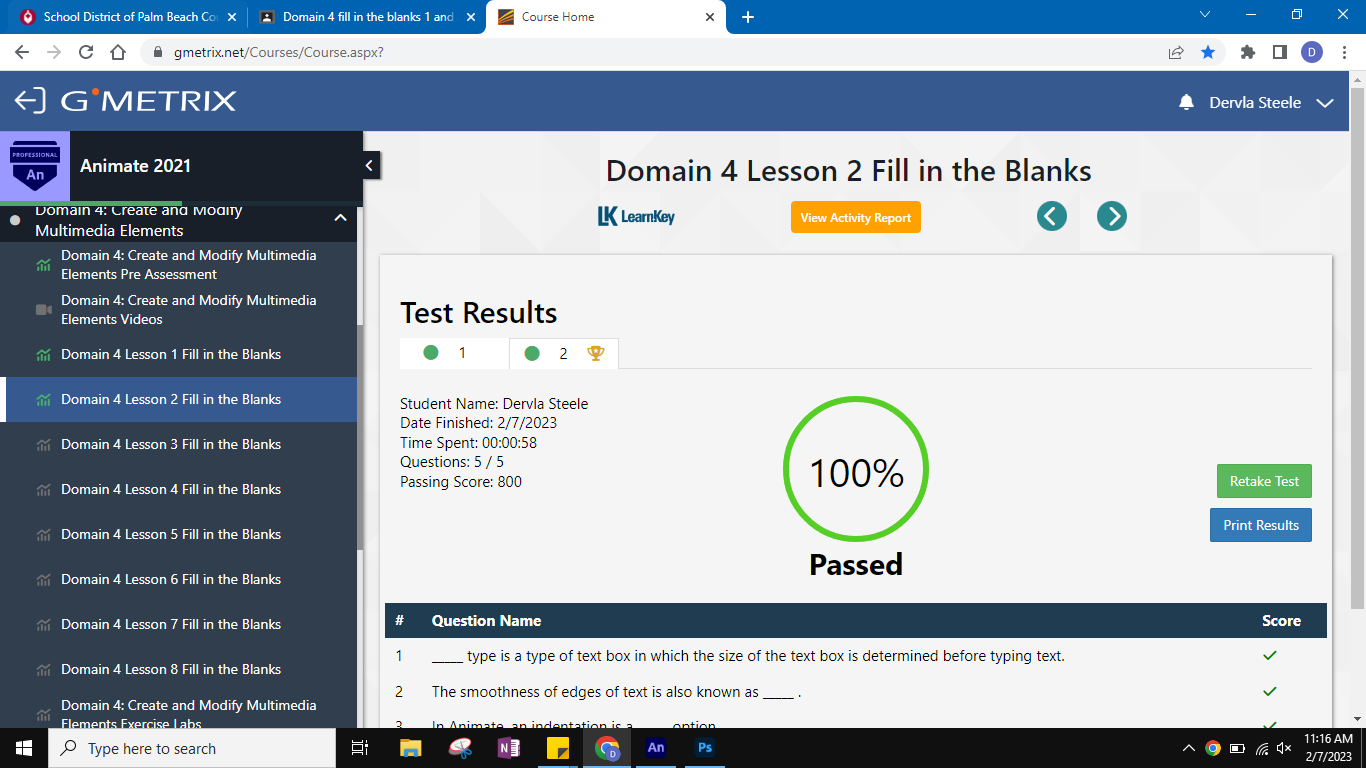 School District of Palm Beach Co
Domain 4 fill in the blanks 1 and
Course Home
gmetrix.net/Courses/Course.aspx?
D
G METRIX
Dervla Steele
PROFESSIONAL
An
Animate 2021
Domain 4: Create and Modify
Multimedia Elements
Domain 4: Create and Modify Multimedia
Elements Pre Assessment
Domain 4: Create and Modify Multimedia
Elements Videos
Domain 4 Lesson 1 Fill in the Blanks
Domain 4 Lesson 2 Fill in the Blanks
Domain 4 Lesson 3 Fill in the Blanks
Domain 4 Lesson 4 Fill in the Blanks
Domain 4 Lesson 5 Fill in the Blanks
Domain 4 Lesson 6 Fill in the Blanks
Domain 4 Lesson 7 Fill in the Blanks
Domain 4 Lesson 8 Fill in the Blanks
Domain 4: Create and Modify Multimedia
Elements Exercise Labs
Domain 4 Lesson 2 Fill in the Blanks
LK LearnKey
View Activity Report
Test Results
1
2
Student Name: Dervla Steele
Date Finished: 2/7/2023
Time Spent: 00:00:58
Questions: 5 / 5
Passing Score: 800
100%
Passed
Retake Test
Print Results
# Question Name Score
1 _____ type is a type of text box in which the size of the text box is determined before typing text.
2 The smoothness of edges of text is also known as _____ .
3 In Animate, an indentation is a _____ option
Type here to search
N
D
An
Ps
11:16 AM
2/7/2023